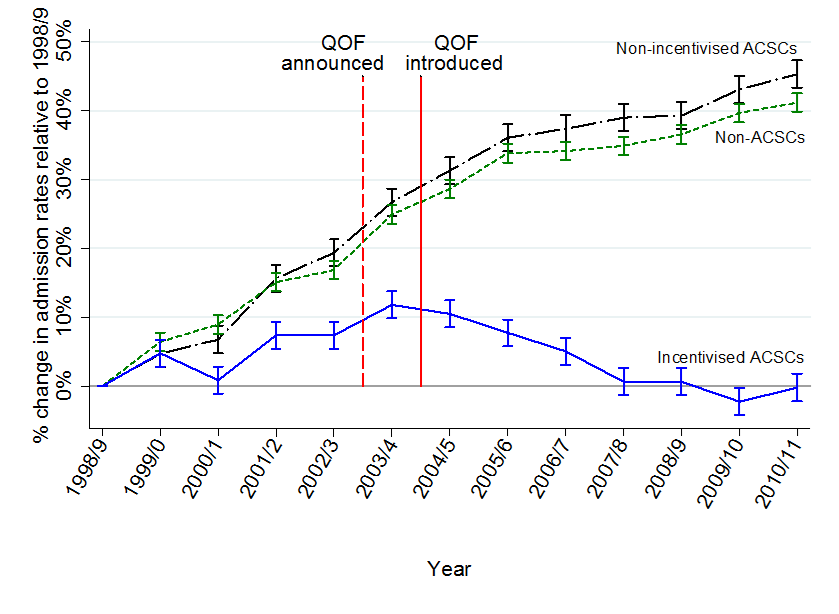 % change in admission rates relative to 1998/9
50%
40%
30%
20%
10%
0%
QOF
announced
QOF
introduced
Non-incentivised ACSCs
Non-ACSCs
Incentivised ACSCs
1998/9
1999/0
2000/1
2001/2
2002/3
2003/4
2004/5
2005/6
2006/7
2007/8
2008/9
2009/10
2010/11
Year